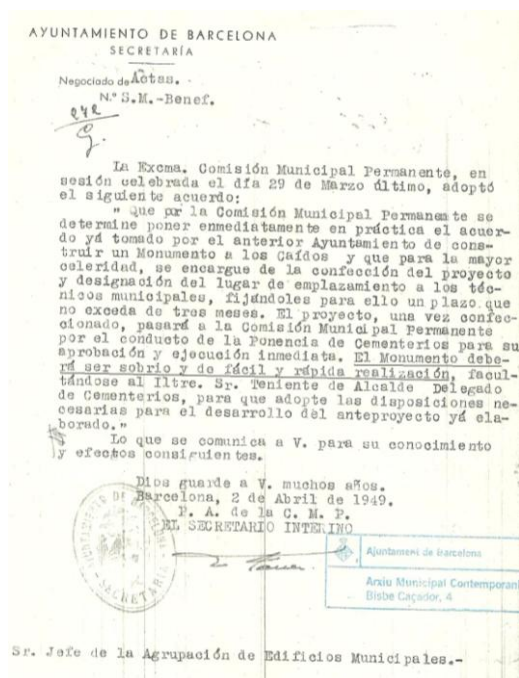 AYUNTAMIENTO DE BARCELONA
SECRETARÍA
Negociado de Actas.
N.º S.M.-Benef.
272
La Excma. Comisión Municipal Permanente, en
sesión celebrada el día 29 de Marzo último, adoptó
el siguiente acuerdo:
" Que por la Comisión Municipal Permanente se
determine poner enmediatamente en práctica el acuer-
do yá tomado por el anterior Ayuntamiento de cons-
truir un Monumento a los Caídos y que para la mayor
celeridad, se encargue de la confección del proyecto
y designación del lugar de emplazamiento a los téc-
nicos municipales, fijándoles para ello un plazo que
no exceda de tres meses. El proyecto, una vez confec-
cionado, pasará a la Comisión Municipal Permanente
por el conducto de la Ponencia de Cementerios para su
aprobación y ejecución inmediata. El Monumento debe-
rá ser sobrio y de fácil y rápida realización, facul-
tándose al Iltre. Sr. Teniente de Alcalde Delegado
de Cementerios, para que adopte las disposiciones ne-
cesarias para el desarrollo del anteproyecto yá ela-
borado."
Lo que se comunica a V. para su conocimiento
y efectos consiguientes.
Dios guarde a V. muchos años.
Barcelona, 2 de Abril de 1949.
P. A. de la C. M. P.
EL SECRETARIO INTERINO
AYUNTAMIENTO DE BARCELONA
SECRETARÍA
Ajuntament de Barcelona
Arxiu Municipal Contemporani
Bisbe Caçador, 4
Sr. Jefe de la Agrupación de Edificios Municipales.-